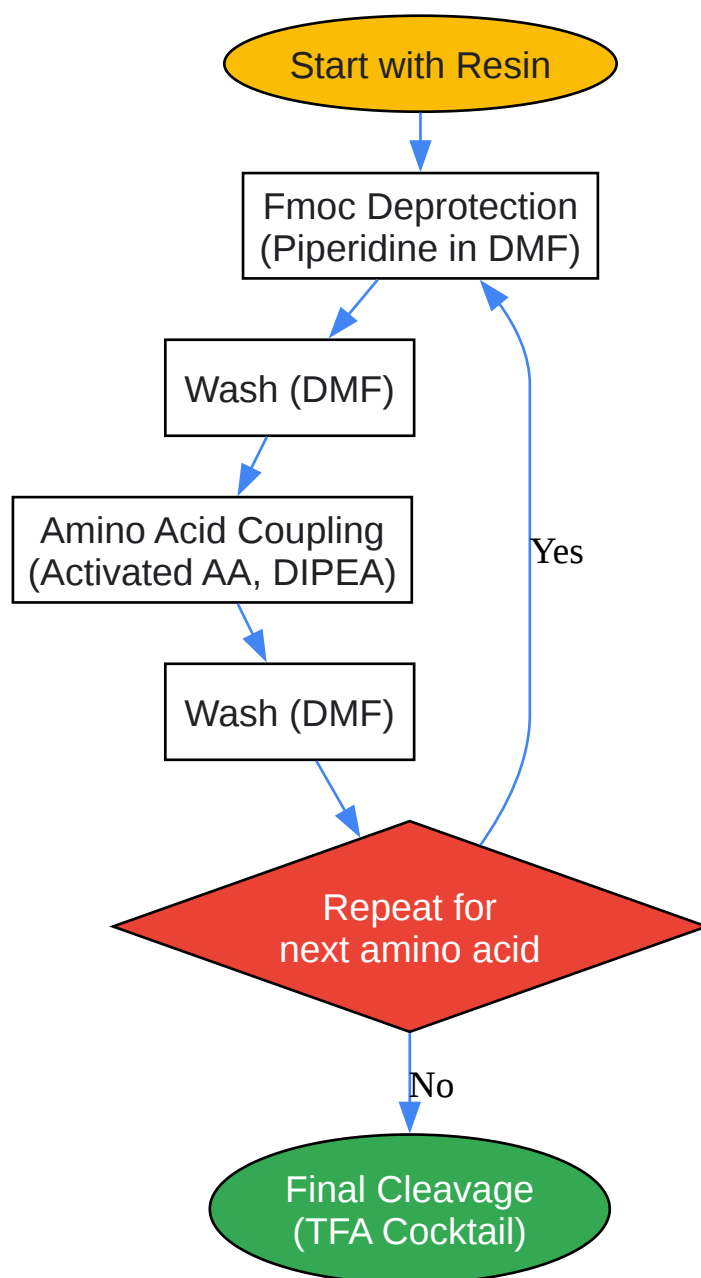 Start with Resin
Fmoc Deprotection
(Piperidine in DMF)
Wash (DMF)
Amino Acid Coupling
(Activated AA, DIPEA)
Yes
Wash (DMF)
Repeat for
next amino acid
No
Final Cleavage
(TFA Cocktail)